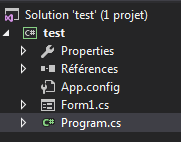 Solution 'test' (1 projet)
C# test
Properties
Références
App.config
Form1.cs
C# Program.cs